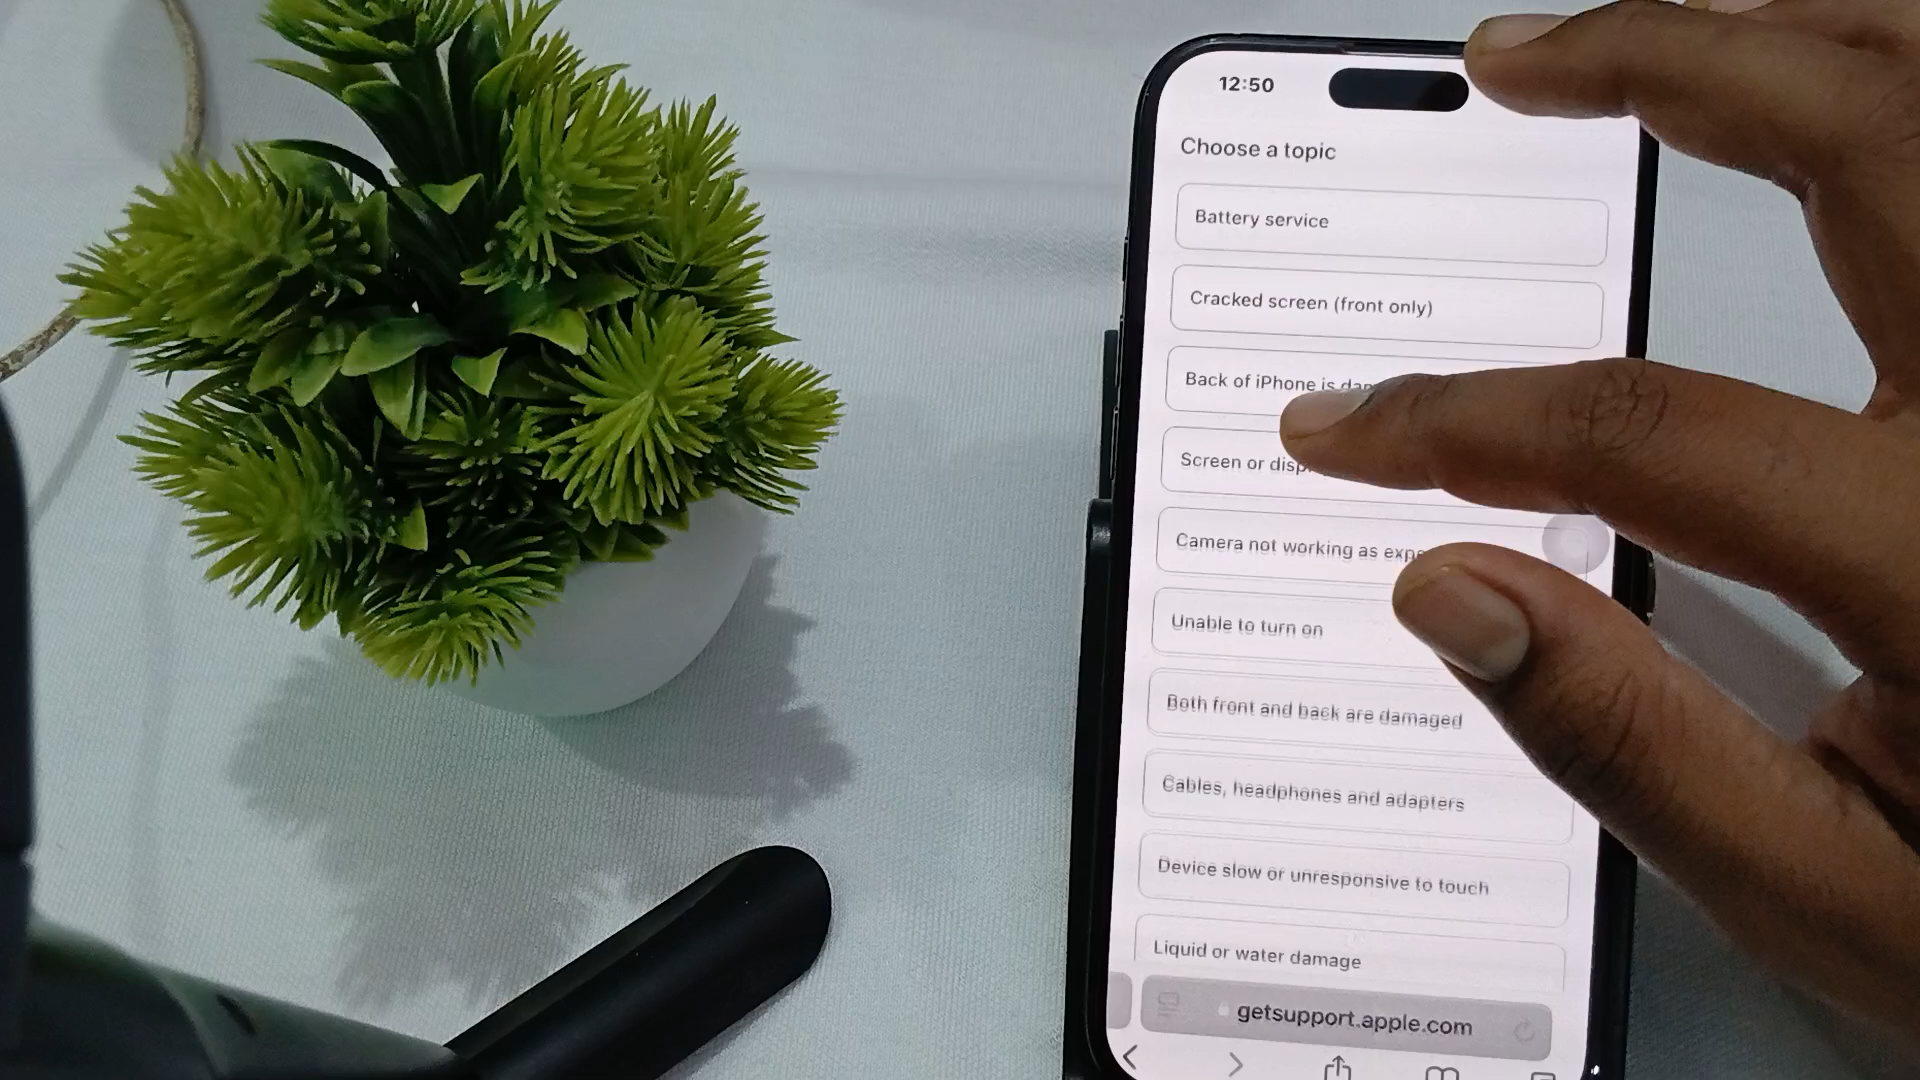 12:50
Choose a topic
Battery service
Cracked screen (front only)
Back of iPhone is
Screen or
Camera not working as
Unable to turn on
Both front and back are damaged
Cables, headphones and adapters
Device slow or unresponsive to touch
Liquid or water damage
getsupport.apple.com